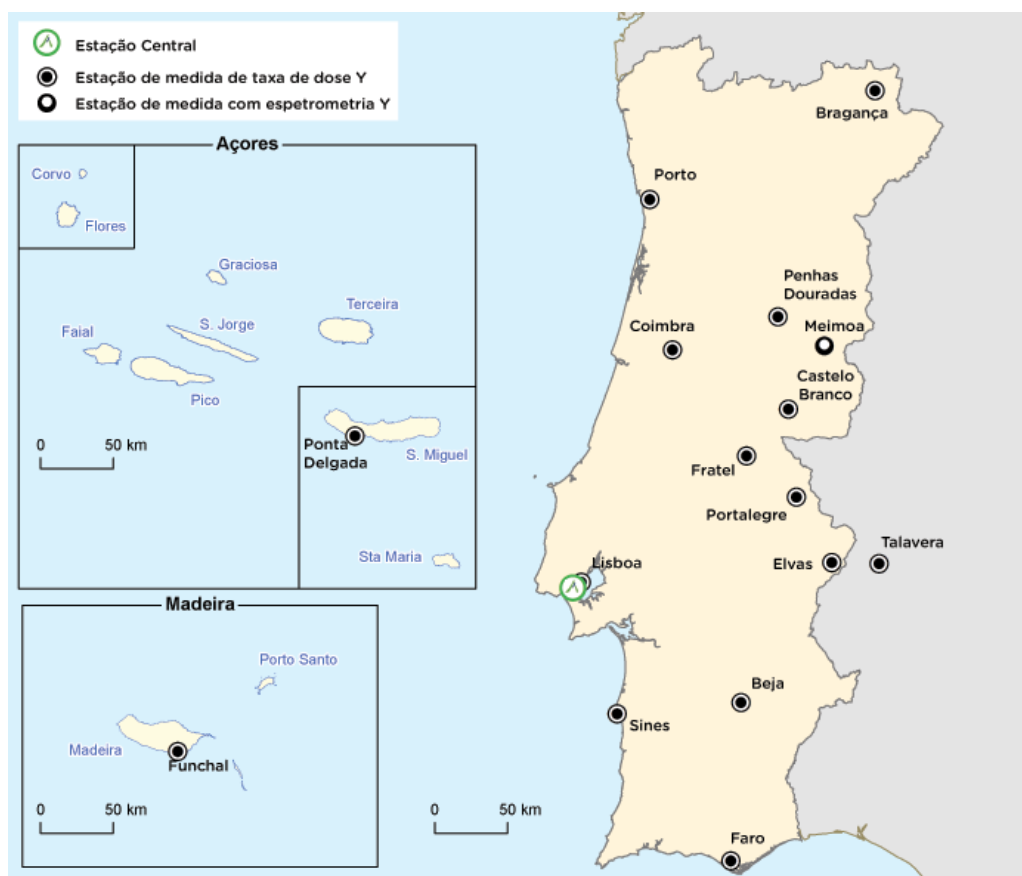 Estação Central
Estação de medida de taxa de dose Y
Estação de medida com espetrometria Y
Açores
Corvo
Flores
Graciosa
Terceira
S. Jorge
Faial
Pico
0 50 km
Ponta
Delgada
S. Miguel
Sta Maria
Madeira
Porto Santo
Madeira
Funchal
0 50 km
0 50 km
Bragança
Porto
Penhas
Douradas
Coimbra
Meimoa
Castelo
Branco
Fratel
Portalegre
Talavera
Elvas
Lisboa
Beja
Sines
Faro